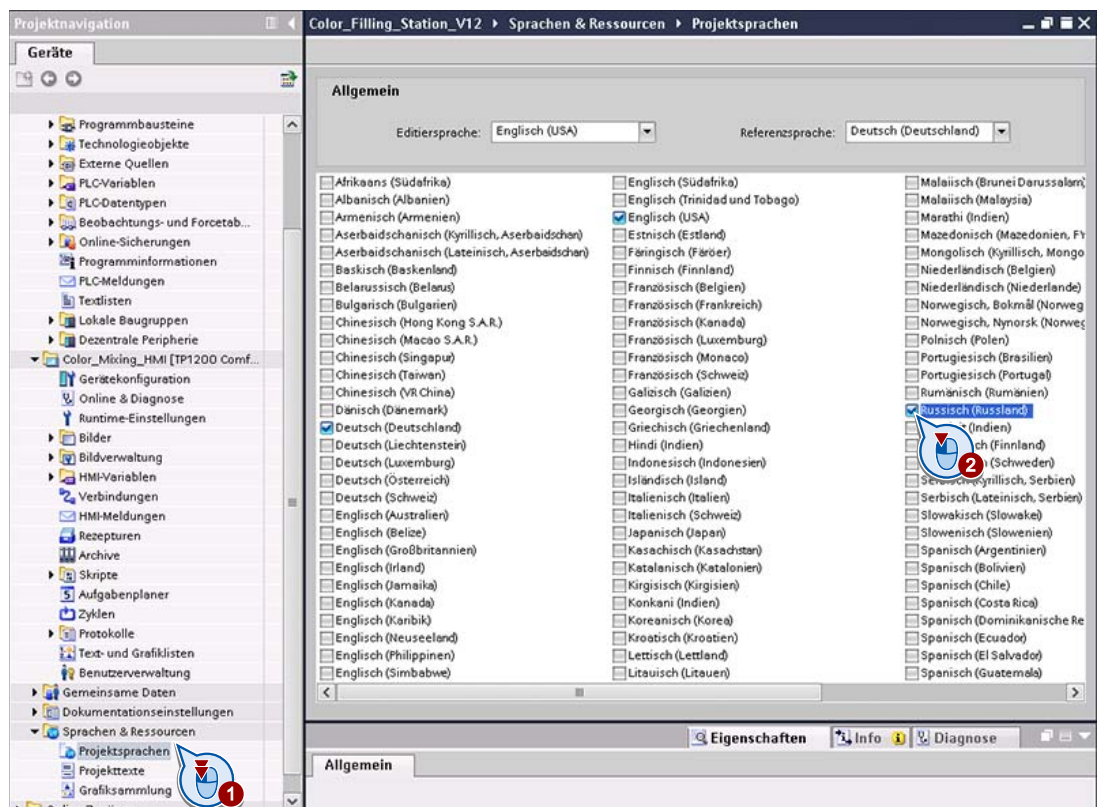 Projektnavigation
Geräte
Programmbausteine
Technologieobjekte
Externe Quellen
PLC-Variablen
PLC-Datentypen
Beobachtungs- und Forcetab...
Online-Sicherungen
Programminformationen
PLC-Meldungen
Textlisten
Lokale Baugruppen
Dezentrale Peripherie
Color_Mixing_HMI [TP1200 Comf...
Gerätekonfiguration
Online & Diagnose
Runtime-Einstellungen
Bilder
Bildverwaltung
HMI-Variablen
Verbindungen
HMI-Meldungen
Rezepturen
Archive
Skripte
Aufgabenplaner
Zyklen
Protokolle
Text- und Grafiklisten
Benutzerverwaltung
Gemeinsame Daten
Dokumentationseinstellungen
Sprachen & Ressourcen
Projektsprachen
Projekttexte
Grafiksammlung
1
Color_Filling_Station_V12 Sprachen & Ressourcen Projektsprachen
Allgemein
Editiersprache: Englisch (USA)
Referenzsprache: Deutsch (Deutschland)
Afrikaans (Südafrika)
Albanisch (Albanien)
Armenisch (Armenien)
Aserbaidschanisch (Kyrillisch, Aserbaidschan)
Aserbaidschanisch (Lateinisch, Aserbaidschan)
Baskisch (Baskenland)
Belarussisch (Belarus)
Bulgarisch (Bulgarien)
Chinesisch (Hong Kong S.A.R.)
Chinesisch (Macao S.A.R.)
Chinesisch (Singapur)
Chinesisch (Taiwan)
Chinesisch (VR China)
Dänisch (Dänemark)
Deutsch (Deutschland)
Deutsch (Liechtenstein)
Deutsch (Luxemburg)
Deutsch (Österreich)
Deutsch (Schweiz)
Englisch (Australien)
Englisch (Belize)
Englisch (Großbritannien)
Englisch (Irland)
Englisch (Jamaika)
Englisch (Kanada)
Englisch (Karibik)
Englisch (Neuseeland)
Englisch (Philippinen)
Englisch (Simbabwe)
Englisch (Südafrika)
Englisch (Trinidad und Tobago)
Englisch (USA)
Estnisch (Estland)
Färingisch (Färöer)
Finnisch (Finnland)
Französisch (Belgien)
Französisch (Frankreich)
Französisch (Kanada)
Französisch (Luxemburg)
Französisch (Monaco)
Französisch (Schweiz)
Galizisch (Galizien)
Georgisch (Georgien)
Griechisch (Griechenland)
Hindi (Indien)
Indonesisch (Indonesien)
Isländisch (Island)
Italienisch (Italien)
Italienisch (Schweiz)
Japanisch (Japan)
Kasachisch (Kasachstan)
Katalanisch (Katalonien)
Kirgisisch (Kirgisien)
Konkani (Indien)
Koreanisch (Korea)
Kroatisch (Kroatien)
Lettisch (Lettland)
Litauisch (Litauen)
Malaiisch (Brunei Darussalam)
Malaiisch (Malaysia)
Marathi (Indien)
Mazedonisch (Mazedonien, FY
Mongolisch (Kyrillisch, Mongo
Niederländisch (Belgien)
Niederländisch (Niederlande)
Norwegisch, Bokmål (Norweg
Norwegisch, Nynorsk (Norweg
Polnisch (Polen)
Portugiesisch (Brasilien)
Portugiesisch (Portugal)
Rumänisch (Rumänien)
Russisch (Russland)
(Indien)
ch (Finnland)
(Schweden)
Serbisch (Kyrillisch, Serbien)
Serbisch (Lateinisch, Serbien)
Slowakisch (Slowakei)
Slowenisch (Slowenien)
Spanisch (Argentinien)
Spanisch (Bolivien)
Spanisch (Chile)
Spanisch (Costa Rica)
Spanisch (Dominikanische Re
Spanisch (Ecuador)
Spanisch (El Salvador)
Spanisch (Guatemala)
2
Eigenschaften Info Diagnose
Allgemein